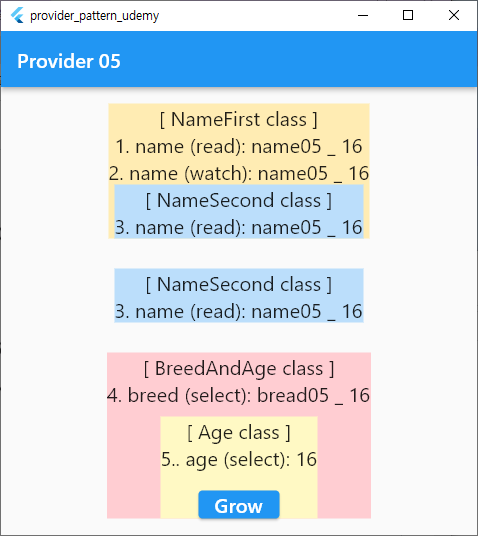 provider_pattern_udemy
Provider 05
[ NameFirst class ]
1. name (read): name05 _ 16
2. name (watch): name05 _ 16
[ NameSecond class ]
3. name (read): name05 _ 16
[ NameSecond class ]
3. name (read): name05 _ 16
[ BreedAndAge class ]
4. breed (select): bread05 _ 16
[ Age class ]
5.. age (select): 16
Grow